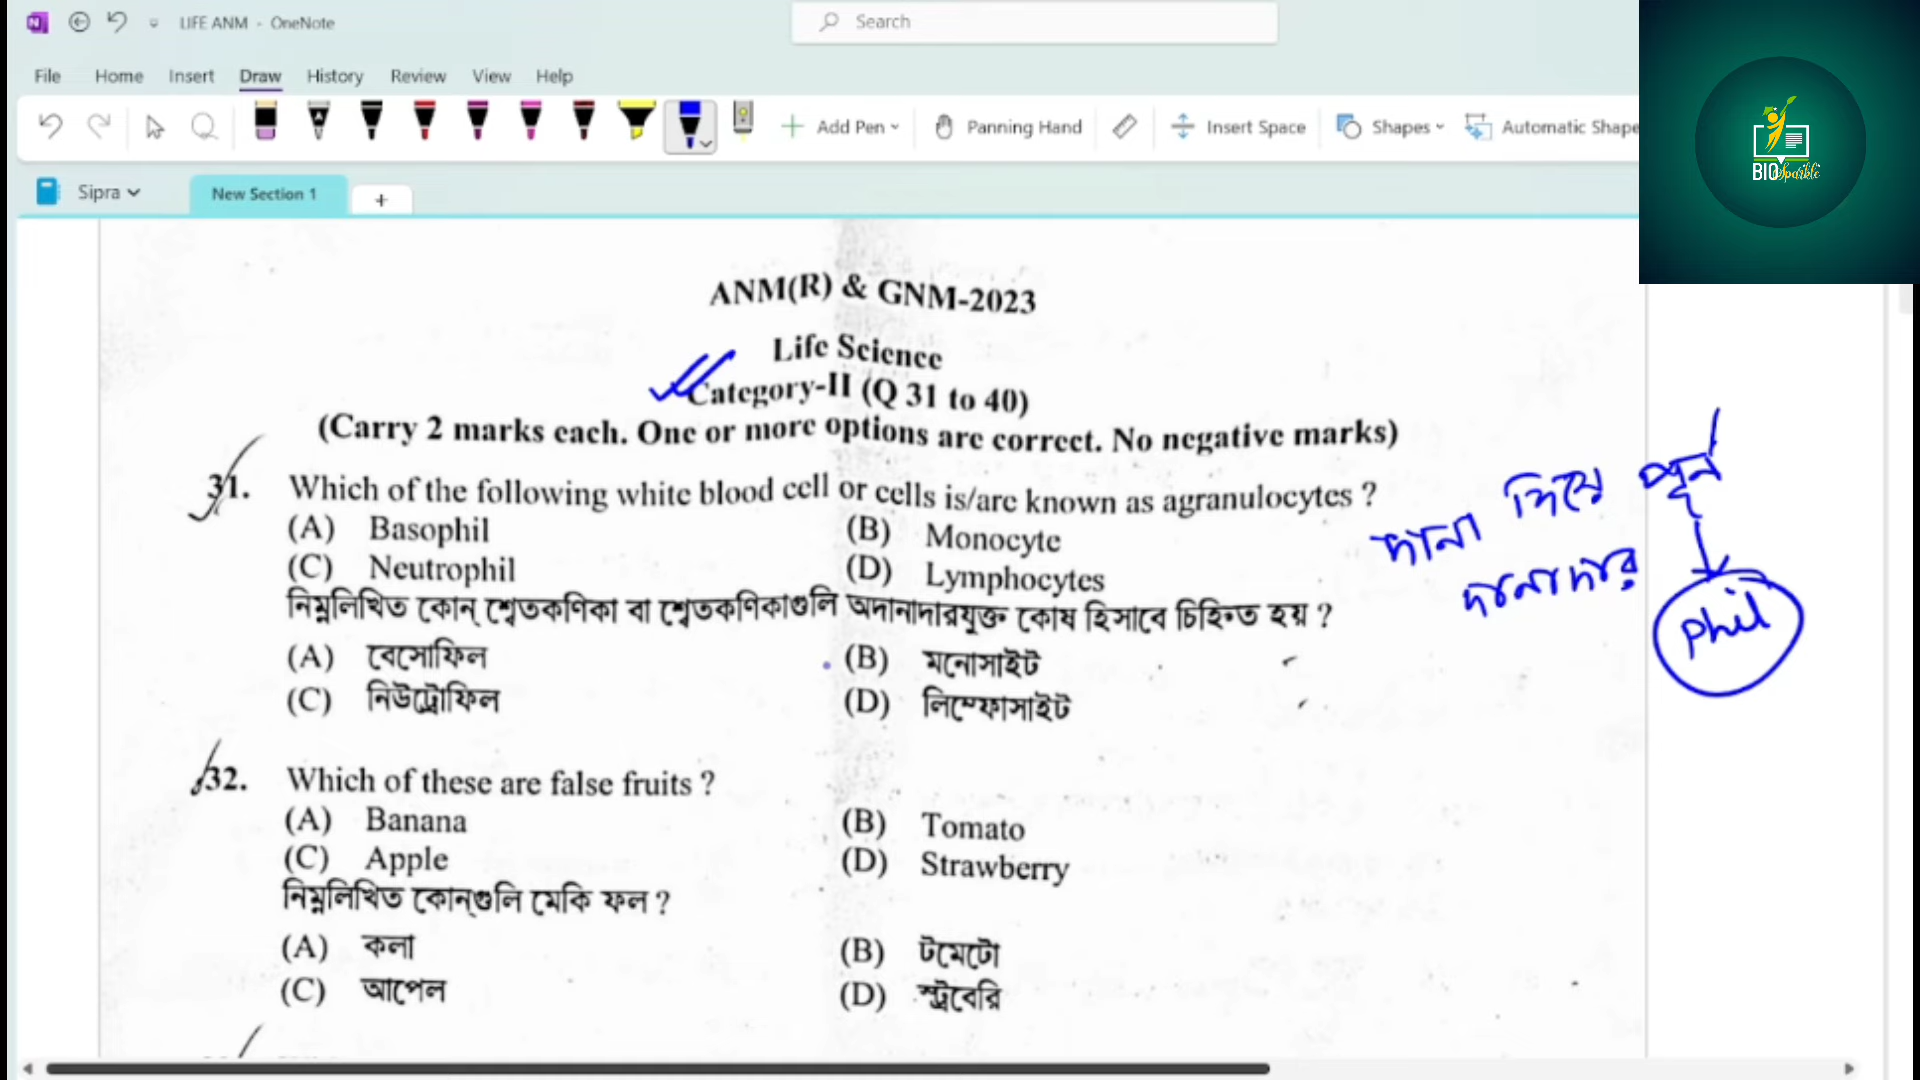 LIFE ANM - OneNote
Search
File Home Insert Draw History Review View Help
Add Pen Panning Hand Insert Space Shapes Automatic Shape
BIO Sparkle
Sipra New Section 1 +
ANM(R) & GNM-2023
Life Science
Category-II (Q 31 to 40)
(Carry 2 marks each. One or more options are correct. No negative marks)
31. Which of the following white blood cell or cells is/are known as agranulocytes ?
(A) Basophil (B) Monocyte
(C) Neutrophil (D) Lymphocytes
নিম্নলিখিত কোন্ শ্বেতকণিকা বা শ্বেতকণিকাগুলি অদানাদারযুক্ত কোষ হিসাবে চিহ্নিত হয় ?
(A) বেসোফিল (B) মনোসাইট
(C) নিউট্রোফিল (D) লিম্ফোসাইট
দানা দিয়ে পূর্ন
দানাদার
phil
32. Which of these are false fruits ?
(A) Banana (B) Tomato
(C) Apple (D) Strawberry
নিম্নলিখিত কোন্‌গুলি মেকি ফল ?
(A) কলা (B) টমেটো
(C) আপেল (D) স্ট্রবেরি